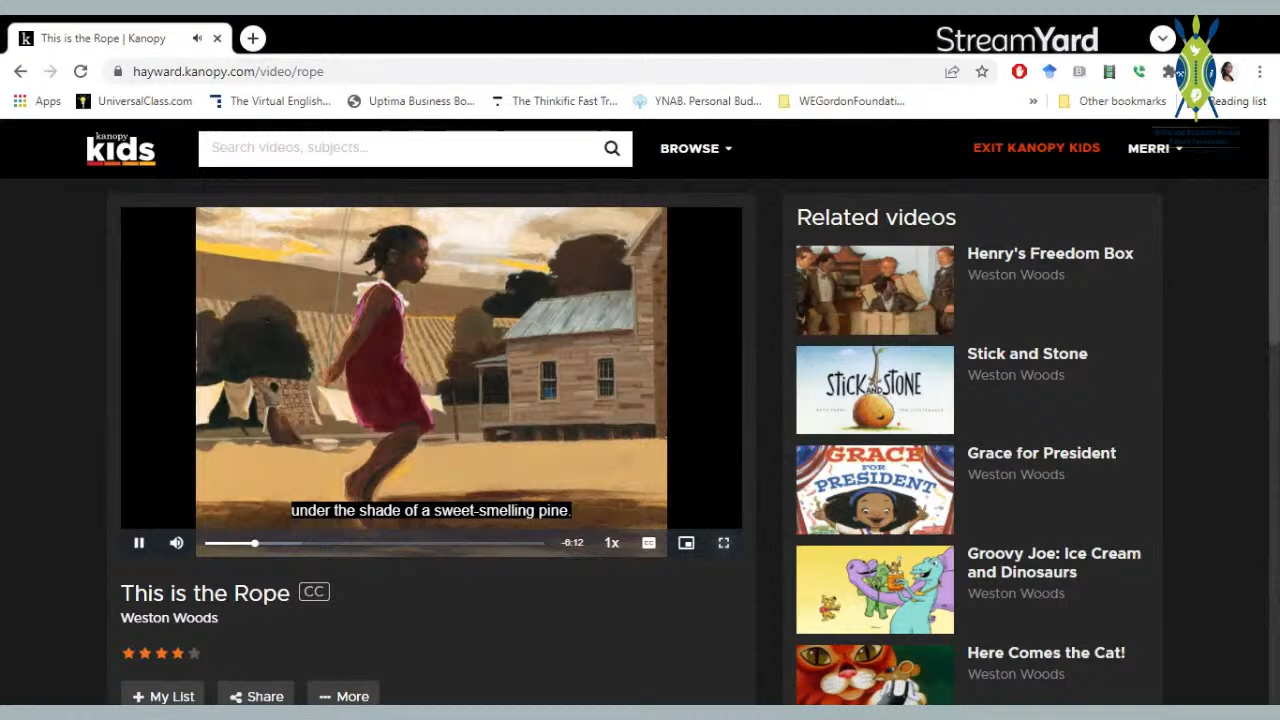 This is the Rope | Kanopy
StreamYard
hayward.kanopy.com/video/rope
Apps
UniversalClass.com
The Virtual English...
Uptima Business Bo...
The Thinkific Fast Tr...
YNAB. Personal Bud...
WEGordonFoundati...
»
Other bookmarks
Reading list
kanopy
kids
Search videos, subjects...
BROWSE
EXIT KANOPY KIDS
MERRI
under the shade of a sweet-smelling pine.
-6:12
1x
CC
This is the Rope CC
Weston Woods
+ My List
Share
More
Related videos
Henry's Freedom Box
Weston Woods
STICK AND STONE
Stick and Stone
Weston Woods
GRACE
FOR
PRESIDENT
Grace for President
Weston Woods
Groovy Joe: Ice Cream
and Dinosaurs
Weston Woods
Here Comes the Cat!
Weston Woods